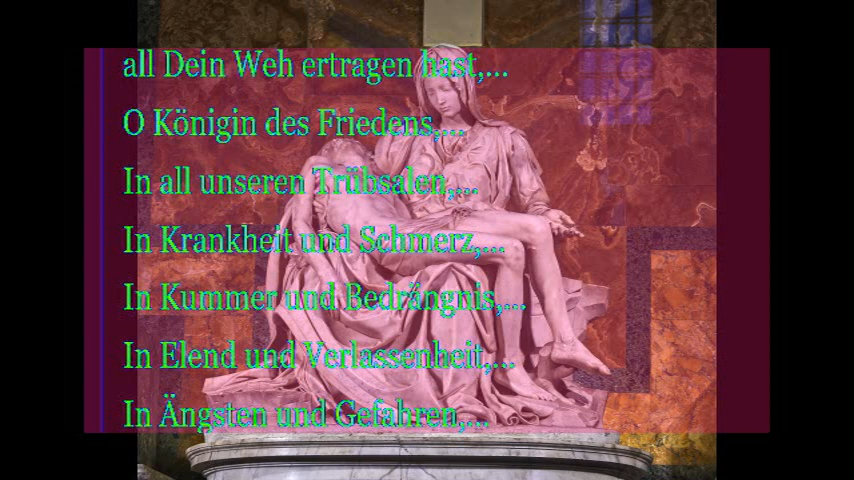 all Dein Weh ertragen hast,...
O Königin des Friedens,...
In all unseren Trübsalen,...
In Krankheit und Schmerz,...
In Kummer und Bedrängnis,...
In Elend und Verlassenheit,...
In Ängsten und Gefahren,...